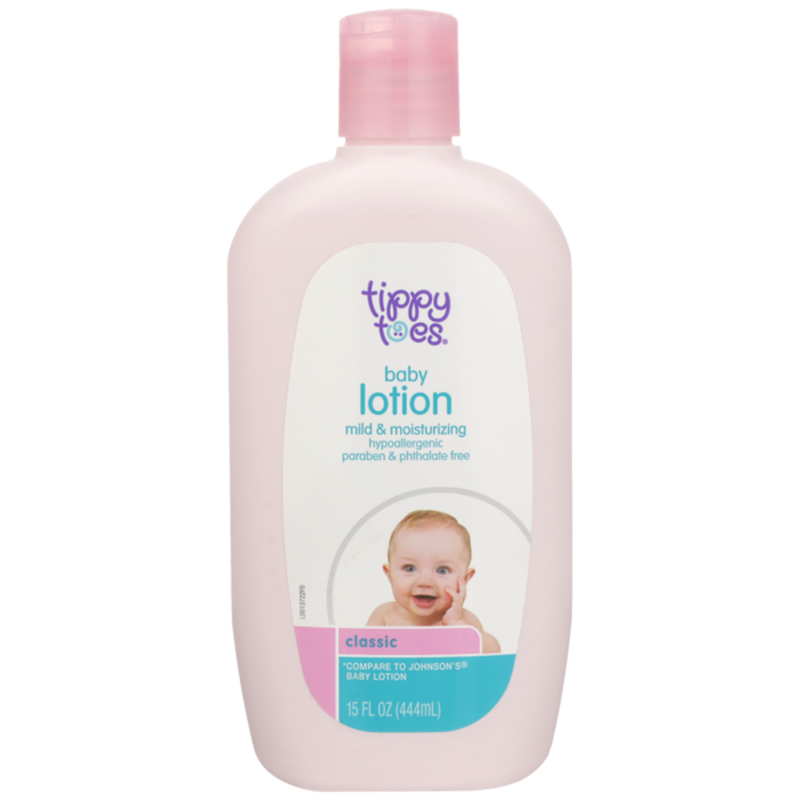 tippy
toes®
baby
lotion
mild & moisturizing
hypoallergenic
paraben & phthalate free
L0013722FB
classic
*COMPARE TO JOHNSON'S®
BABY LOTION
15 FL OZ (444mL)